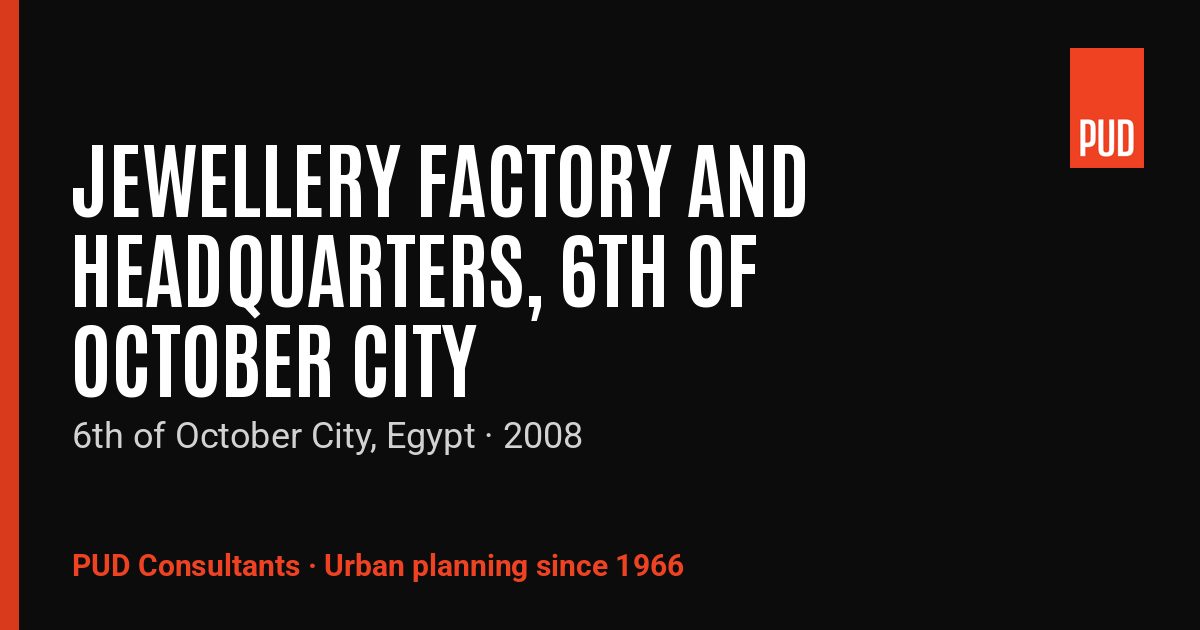 PUD
JEWELLERY FACTORY AND
HEADQUARTERS, 6TH OF
OCTOBER CITY
6th of October City, Egypt · 2008
PUD Consultants · Urban planning since 1966